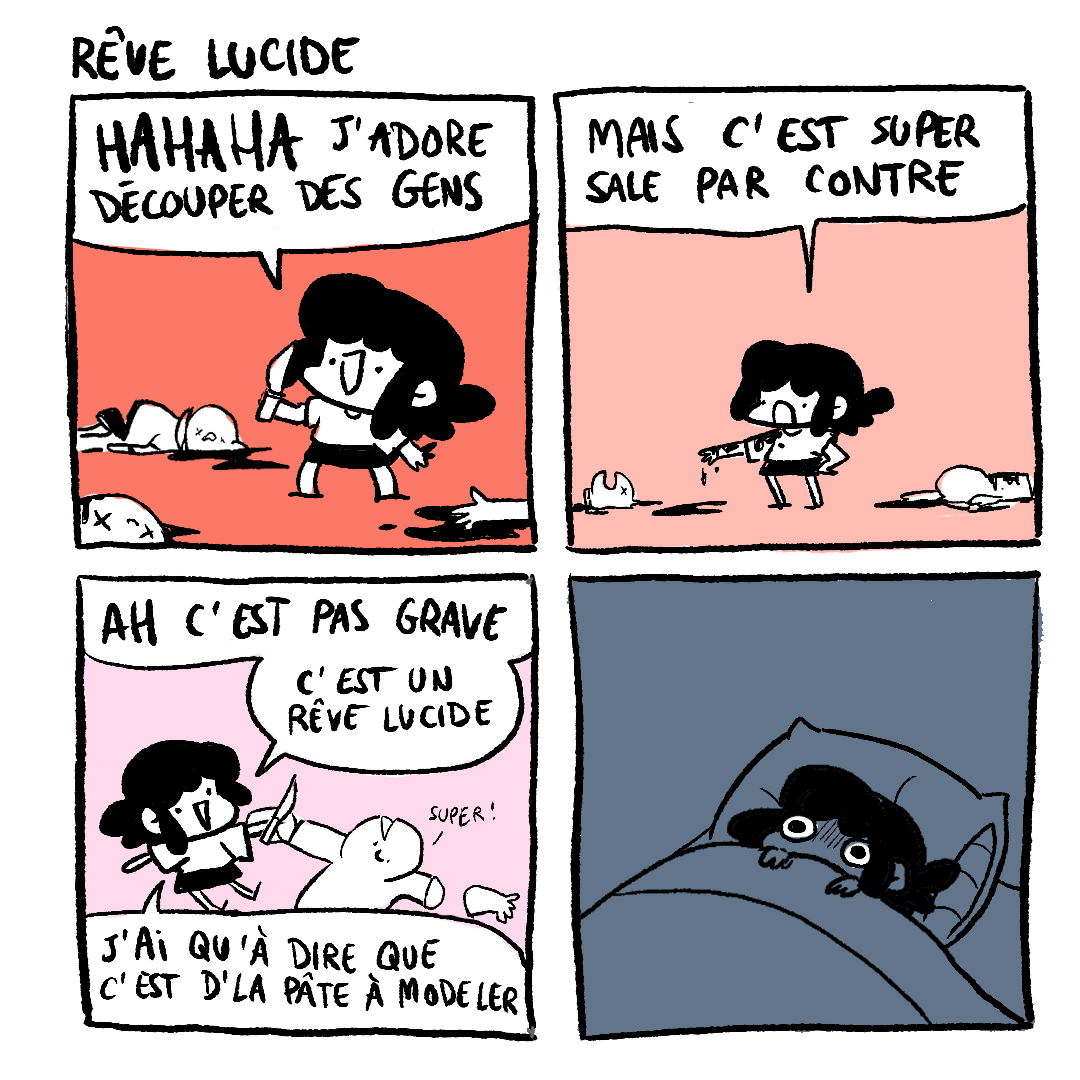 RÊVE LUCIDE
HAHAHA J'ADORE
DÉCOUPER DES GENS
MAIS C'EST SUPER
SALE PAR CONTRE
AH C'EST PAS GRAVE
C'EST UN
RÊVE LUCIDE
SUPER!
J'AI QU'À DIRE QUE
C'EST D'LA PÂTE À MODELER